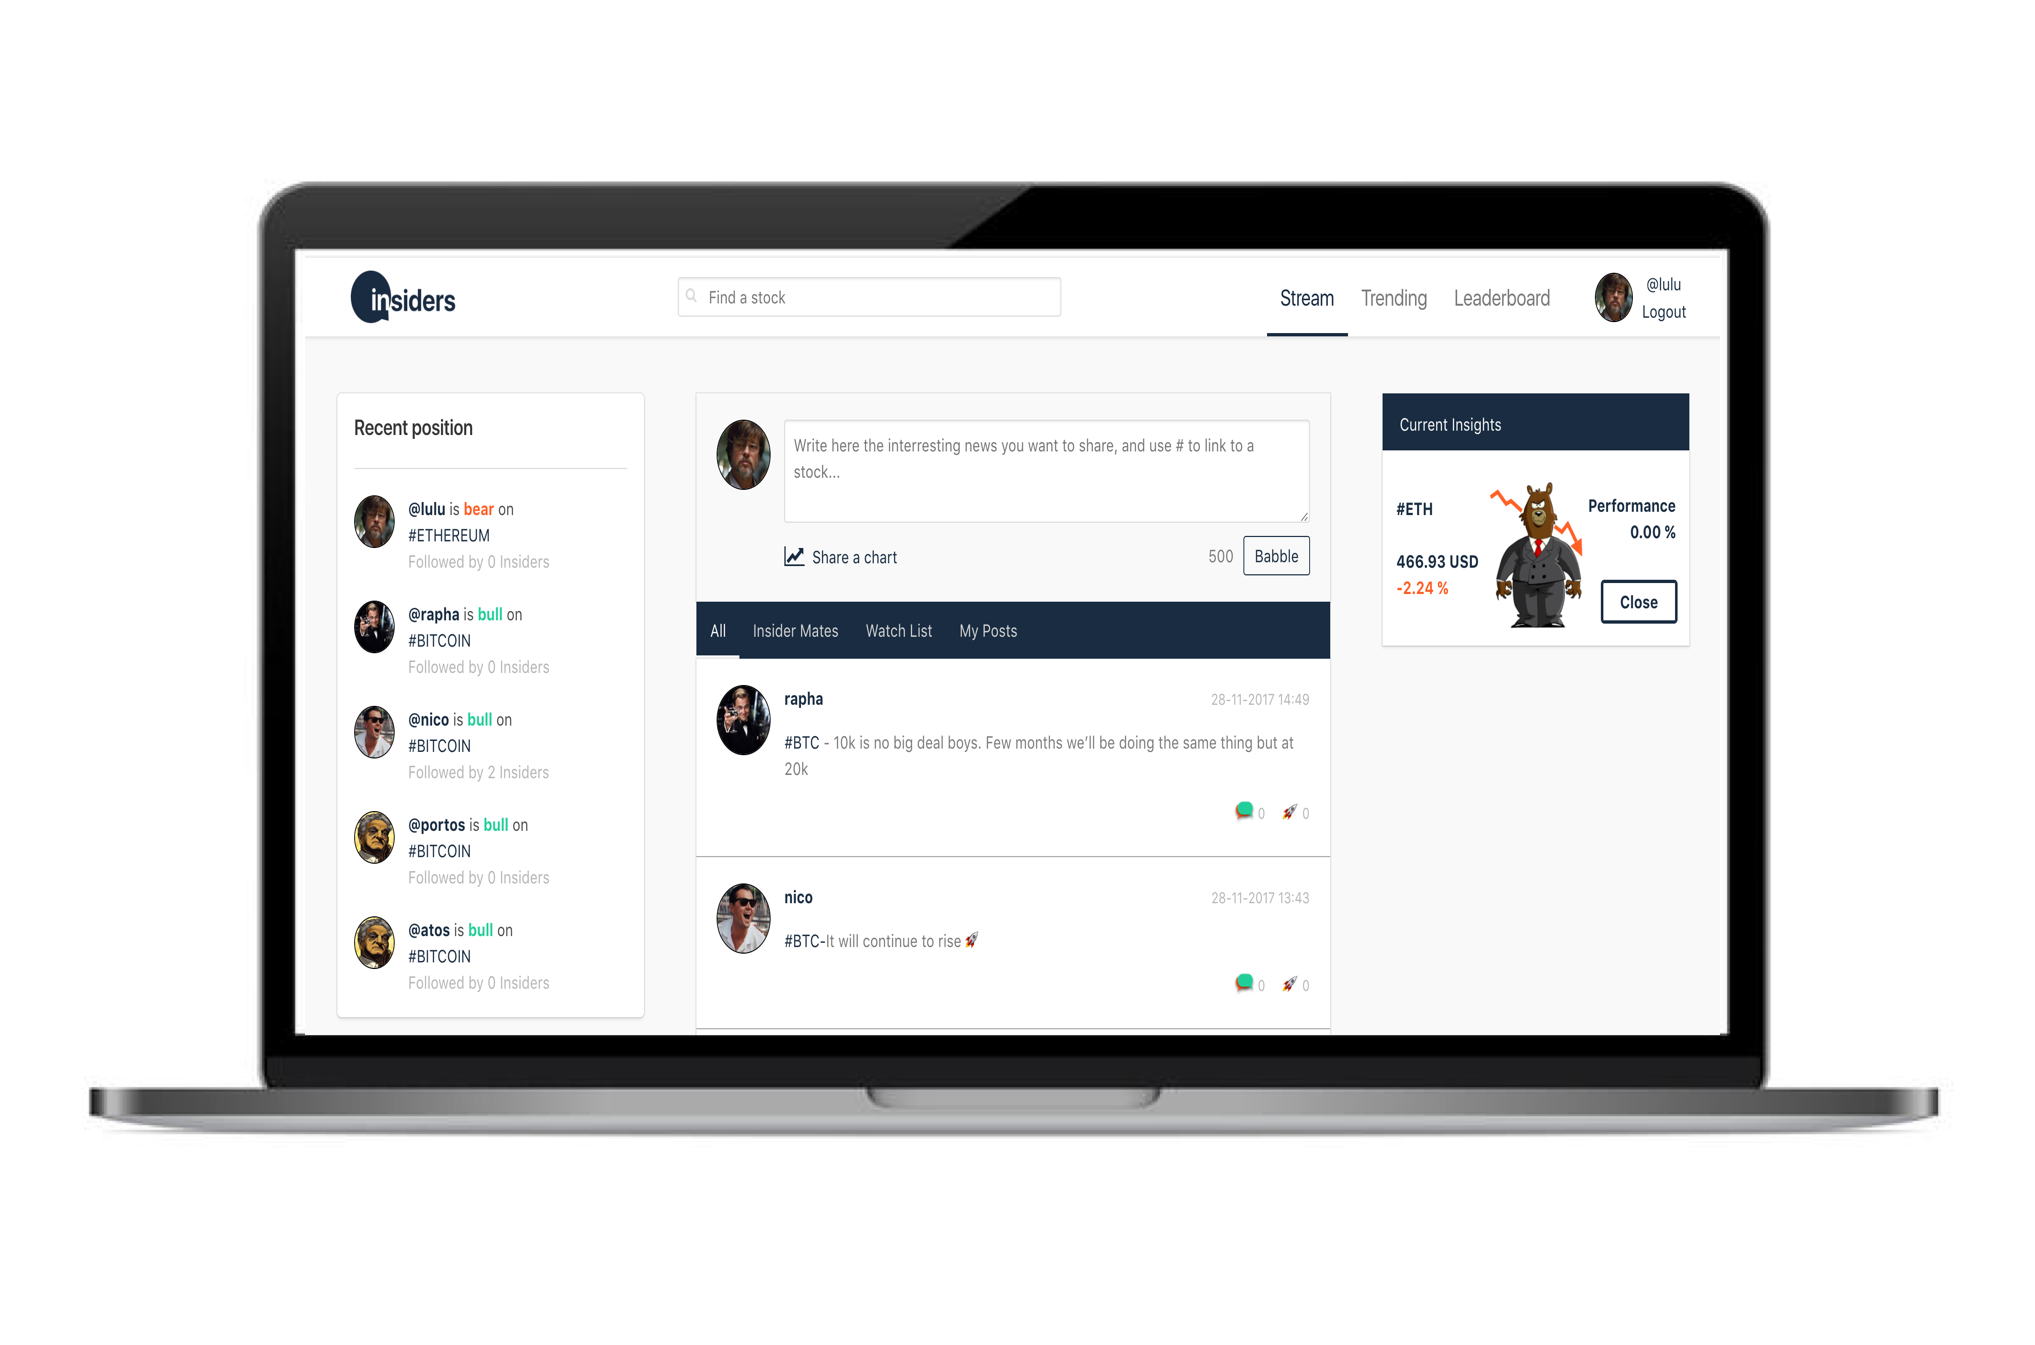 insiders
Find a stock
Stream
Trending
Leaderboard
@lulu
Logout
Recent position
@lulu is bear on
#ETHEREUM
Followed by 0 Insiders
@rapha is bull on
#BITCOIN
Followed by 0 Insiders
@nico is bull on
#BITCOIN
Followed by 2 Insiders
@portos is bull on
#BITCOIN
Followed by 0 Insiders
@atos is bull on
#BITCOIN
Followed by 0 Insiders
Write here the interresting news you want to share, and use # to link to a
stock...
Share a chart
500
Babble
All
Insider Mates
Watch List
My Posts
rapha
28-11-2017 14:49
#BTC - 10k is no big deal boys. Few months we'll be doing the same thing but at
20k
0
0
nico
28-11-2017 13:43
#BTC-It will continue to rise 🚀
0
0
Current Insights
#ETH
466.93 USD
-2.24 %
Performance
0.00 %
Close